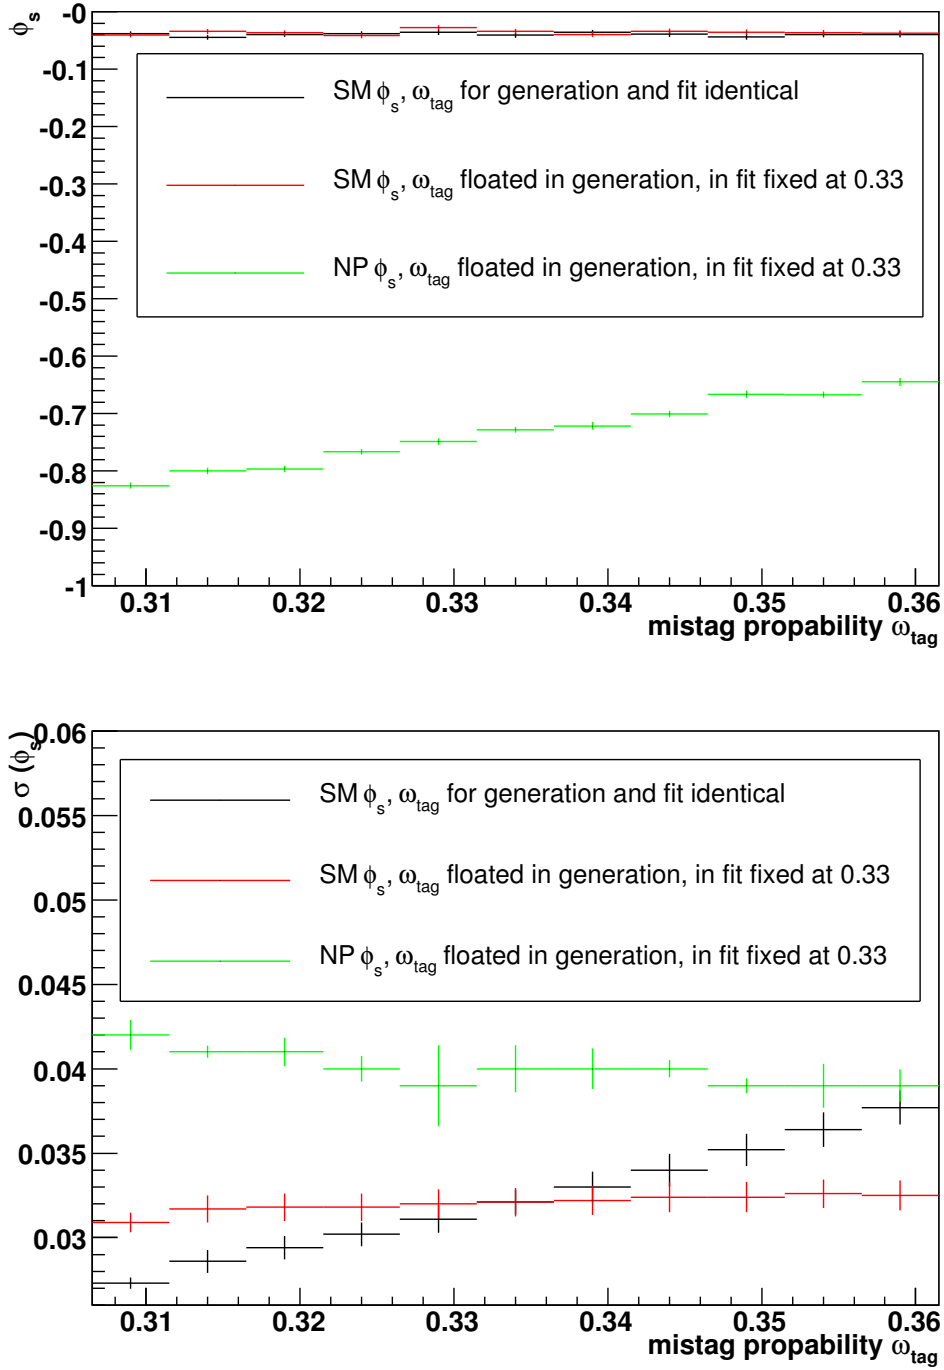 ϕs
-0
-0.1
-0.2
-0.3
-0.4
-0.5
-0.6
-0.7
-0.8
-0.9
-1
SM ϕs, ωtag for generation and fit identical
SM ϕs, ωtag floated in generation, in fit fixed at 0.33
NP ϕs, ωtag floated in generation, in fit fixed at 0.33
0.31 0.32 0.33 0.34 0.35 0.36
mistag propability ωtag
σ (ϕs)
0.06
0.055
0.05
0.045
0.04
0.035
0.03
SM ϕs, ωtag for generation and fit identical
SM ϕs, ωtag floated in generation, in fit fixed at 0.33
NP ϕs, ωtag floated in generation, in fit fixed at 0.33
0.31 0.32 0.33 0.34 0.35 0.36
mistag propability ωtag